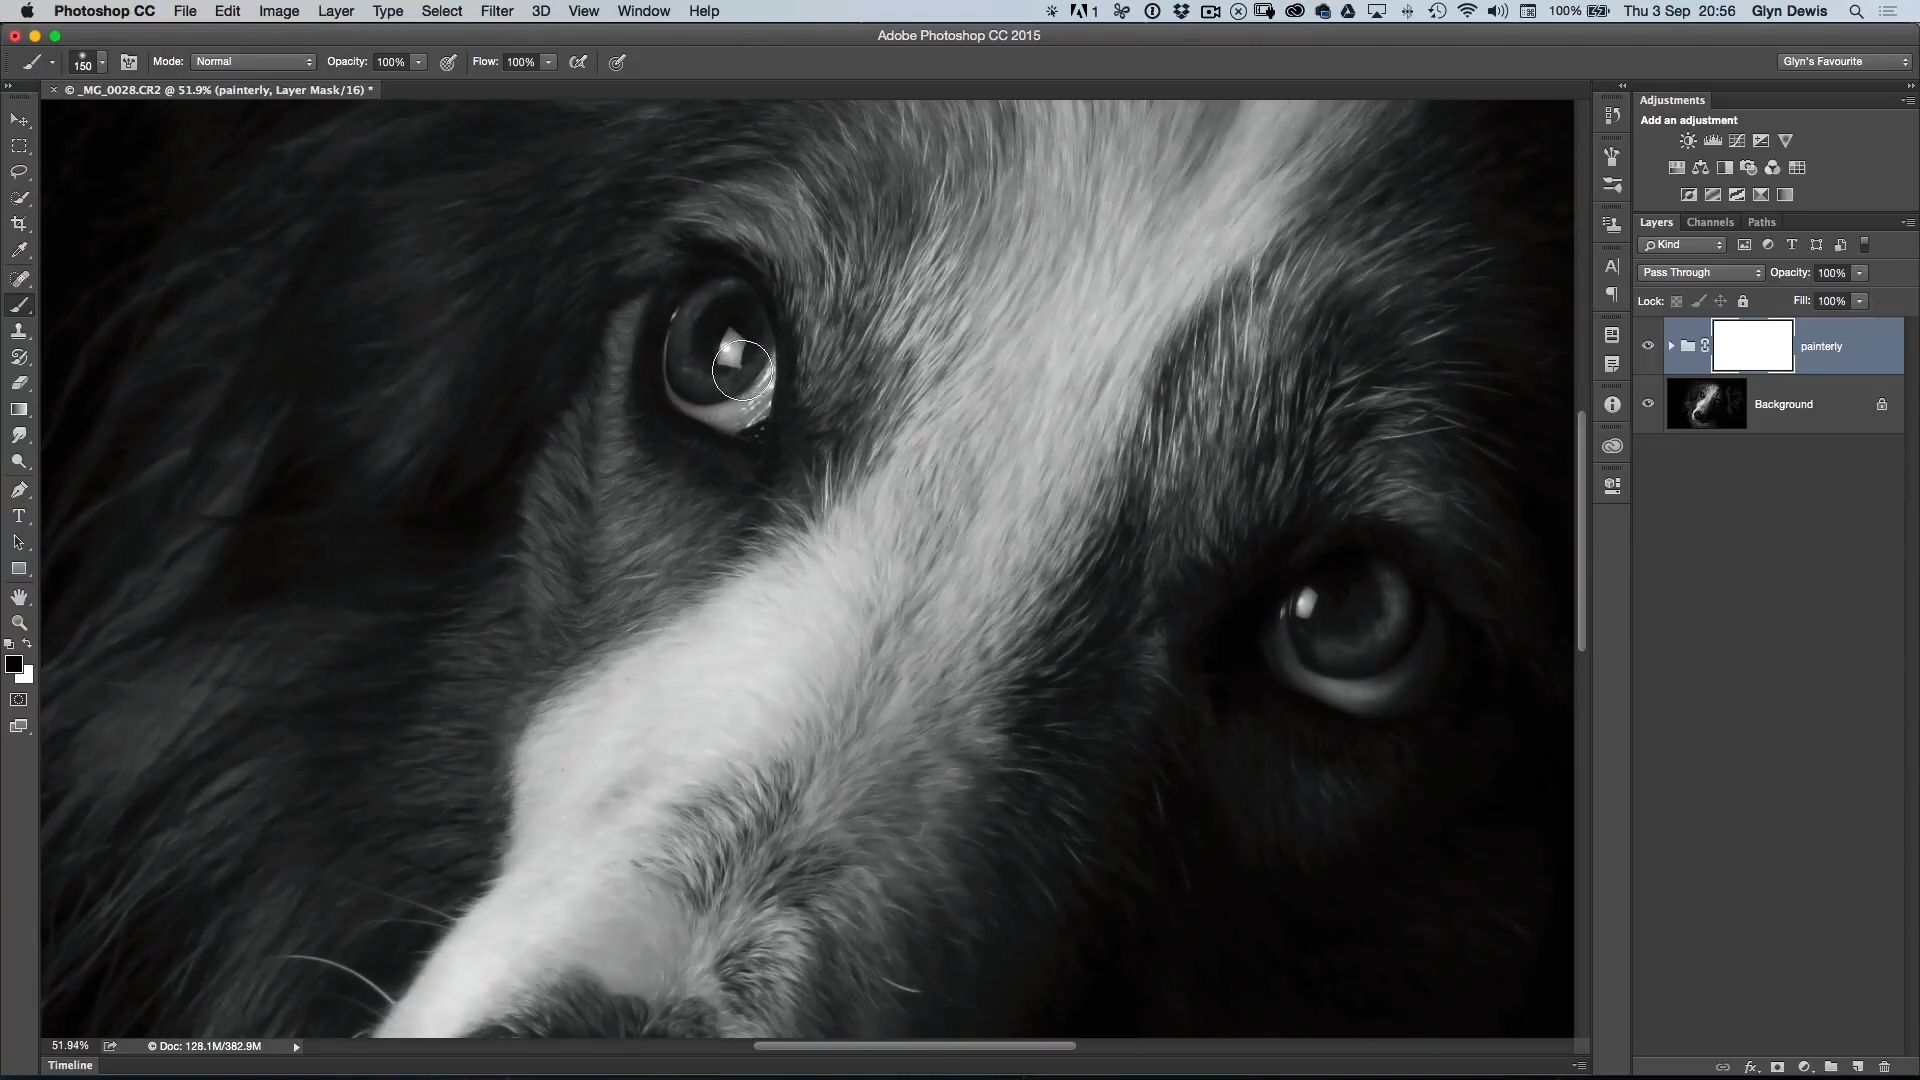 Photoshop CC File Edit Image Layer Type Select Filter 3D View Window Help 1 100% Thu 3 Sep 20:56 Glyn Dewis
Adobe Photoshop CC 2015
150 Mode: Normal Opacity: 100% Flow: 100% Glyn's Favourite
© _MG_0028.CR2 @ 51.9% (painterly, Layer Mask/16) *
Adjustments
Add an adjustment
Layers Channels Paths
Kind
Pass Through Opacity: 100%
Lock: Fill: 100%
painterly
Background
51.94% © Doc: 128.1M/382.9M
Timeline